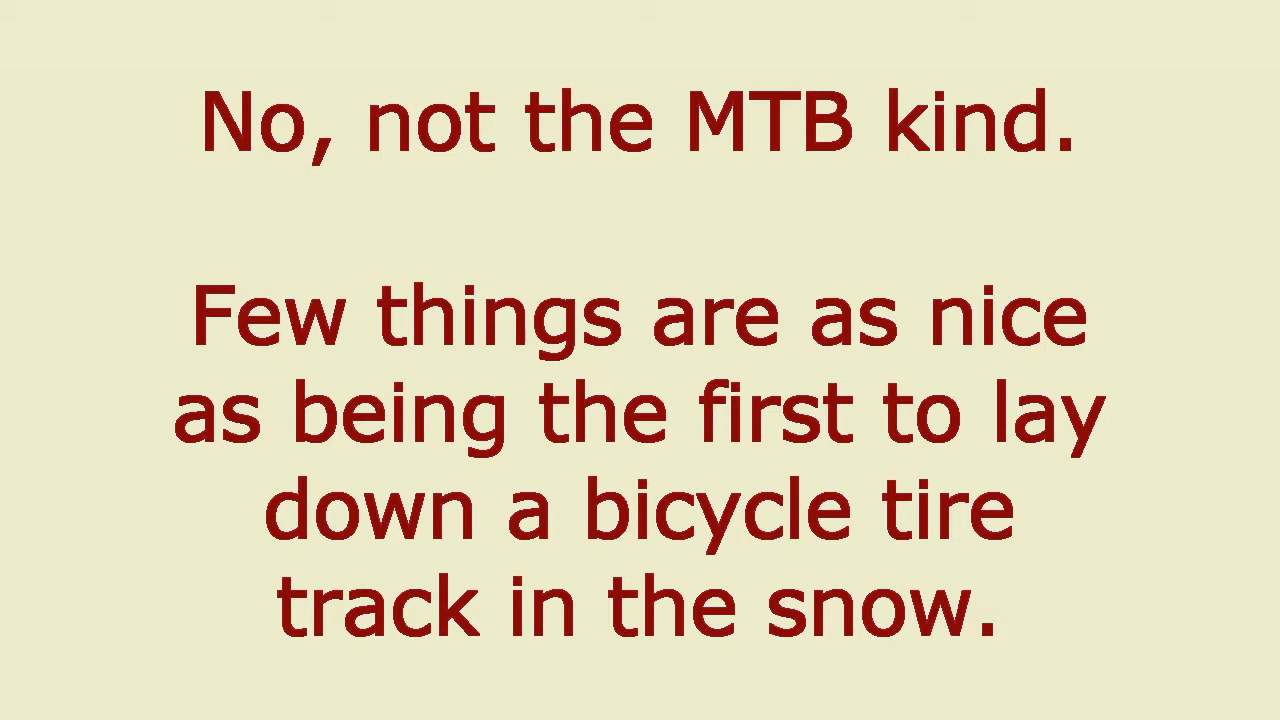 No, not the MTB kind.
Few things are as nice
as being the first to lay
down a bicycle tire
track in the snow.